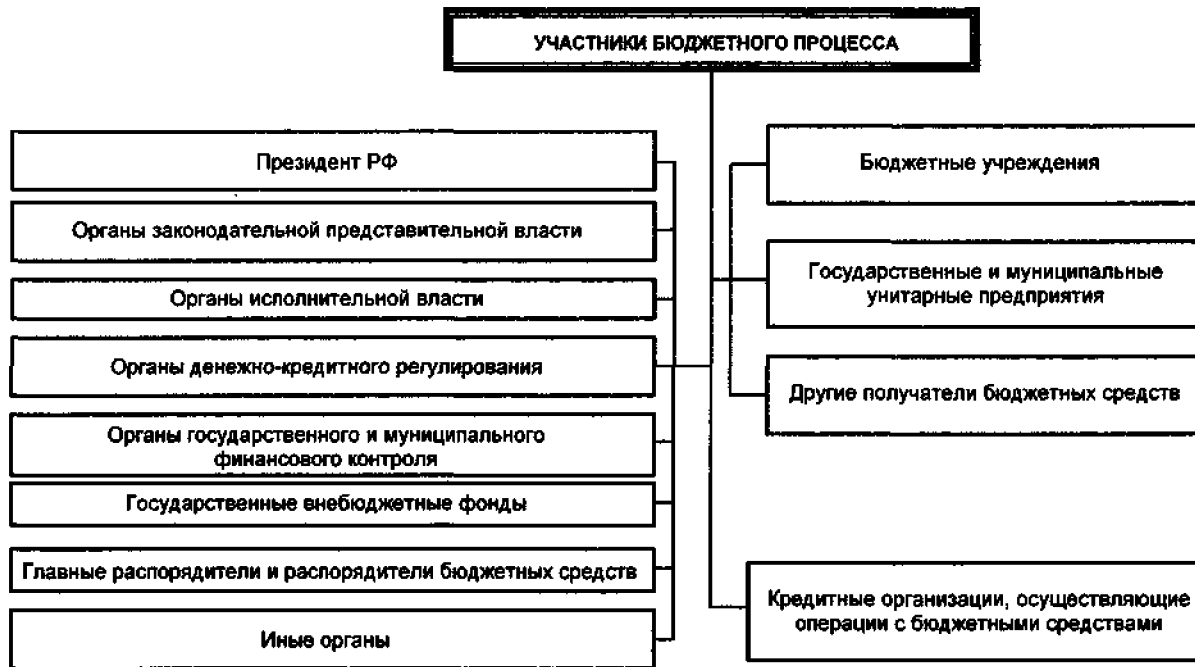 УЧАСТНИКИ БЮДЖЕТНОГО ПРОЦЕССА
Президент РФ
Органы законодательной представительной власти
Органы исполнительной власти
Органы денежно-кредитного регулирования
Органы государственного и муниципального
финансового контроля
Государственные внебюджетные фонды
Главные распорядители и распорядители бюджетных средств
Иные органы
Бюджетные учреждения
Государственные и муниципальные
унитарные предприятия
Другие получатели бюджетных средств
Кредитные организации, осуществляющие
операции с бюджетными средствами